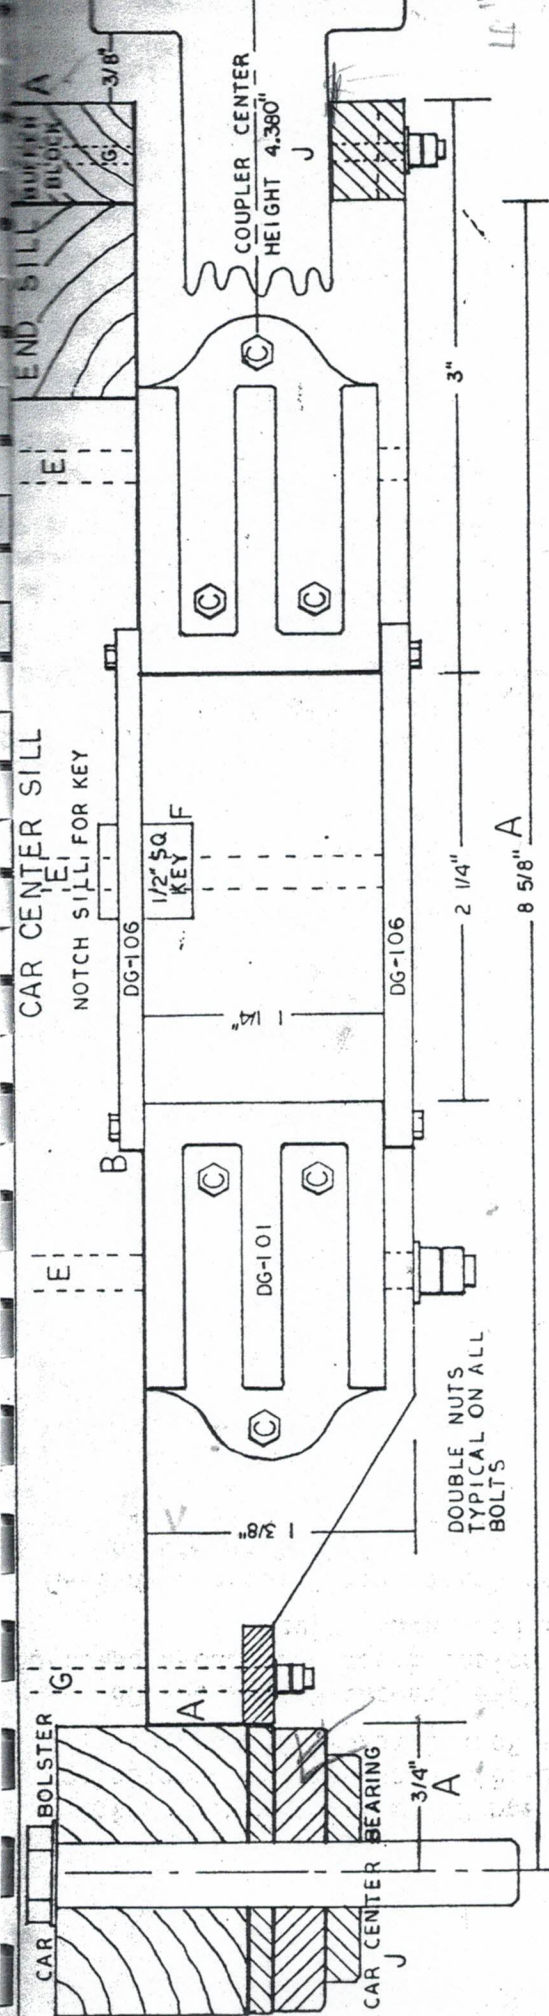 CAR BOLSTER
G
A
CAR CENTER BEARING
J
3/4"
A
1 3/8"
DOUBLE NUTS
TYPICAL ON ALL
BOLTS
E
B
C
C
C
DG-101
CAR CENTER SILL
E
NOTCH SILL FOR KEY
DG-106
1/2" SQ
KEY
F
1 1/4"
DG-106
2 1/4"
8 5/8" A
C
C
C
E
3"
END SILL
BUFFER
BLOCK
G
A
3/8"
COUPLER CENTER
HEIGHT 4.380"
J